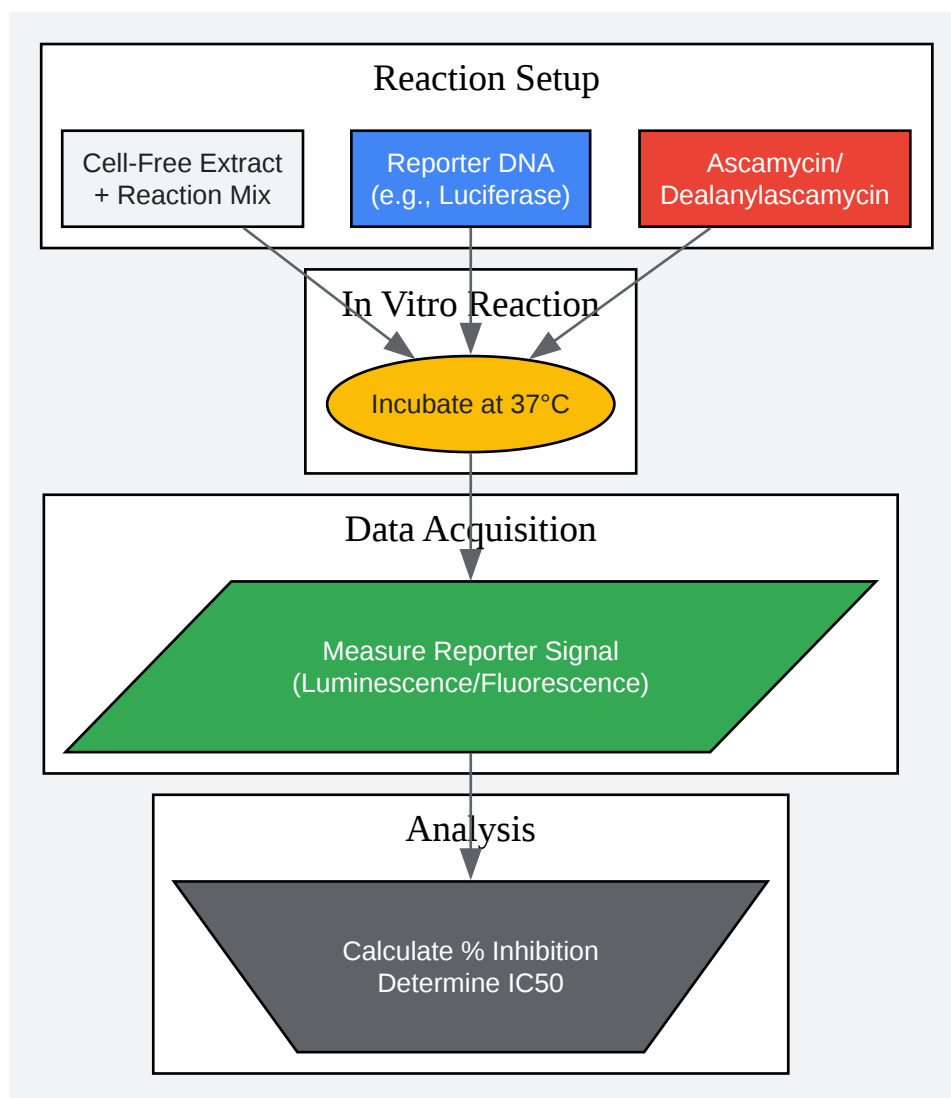 Reaction Setup
Cell-Free Extract
+ Reaction Mix
Reporter DNA
(e.g., Luciferase)
Ascamycin/
Dealanylascamycin
In Vitro Reaction
Incubate at 37°C
Data Acquisition
Measure Reporter Signal
(Luminescence/Fluorescence)
Analysis
Calculate % Inhibition
Determine IC50